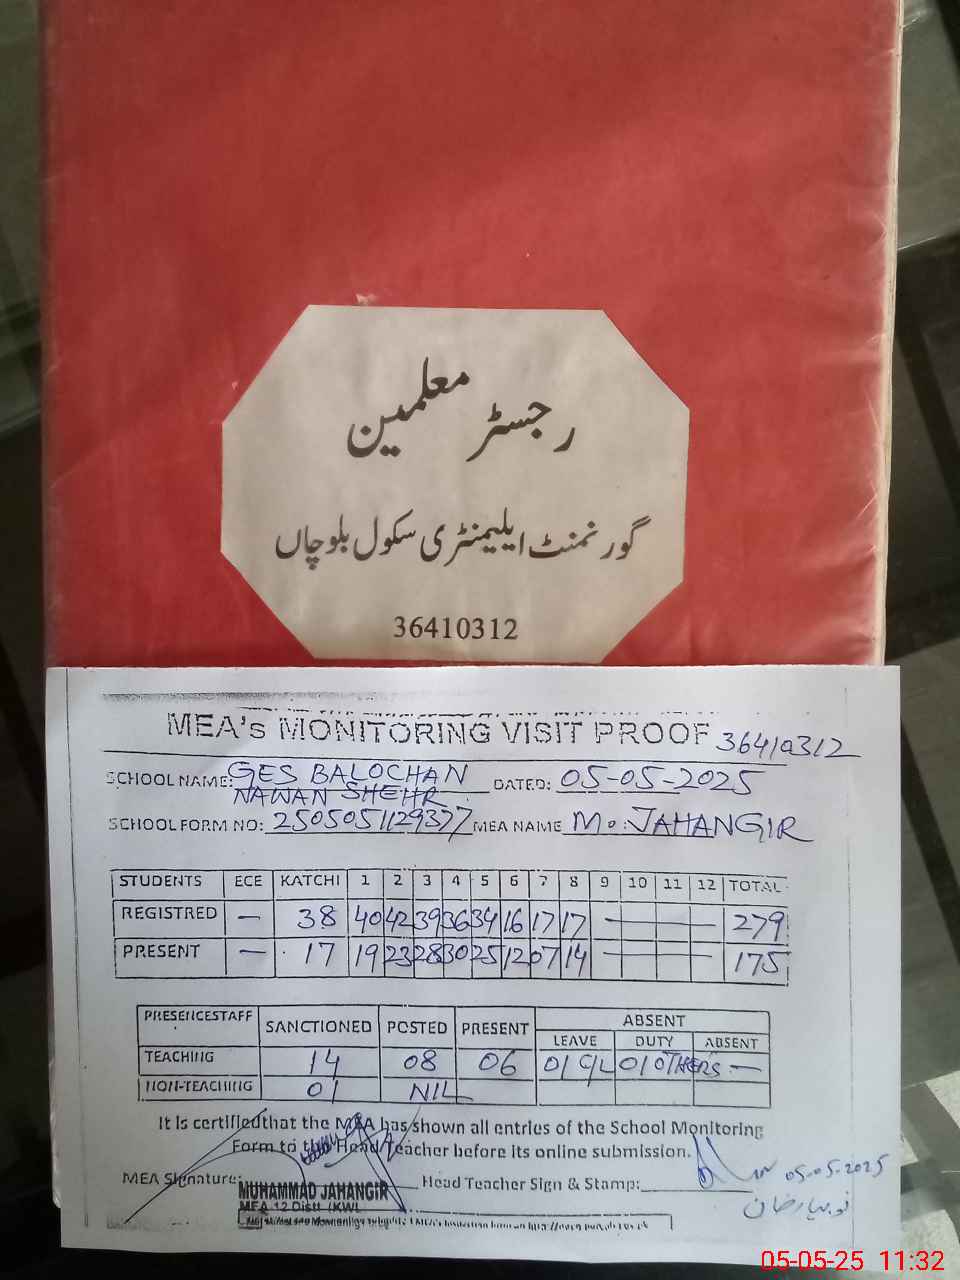 رجسٹر معلمین
گورنمنٹ ایلیمنٹری سکول بلوچاں
36410312
MEA's MONITORING VISIT PROOF 36410312
SCHOOL NAME: GES BALOCHAN DATED: 05-05-2025
NAWAN SHEHR
SCHOOL FORM NO: 2505051129377 MEA NAME Mo: JAHANGIR
STUDENTS ECE KATCHI 1 2 3 4 5 6 7 8 9 10 11 12 TOTAL
REGISTRED — 38 40 42 39 36 34 16 17 17 — 279
PRESENT — 17 19 23 28 30 25 12 07 14 — 175
PRESENCESTAFF SANCTIONED POSTED PRESENT ABSENT
LEAVE DUTY ABSENT
TEACHING 14 08 06 01 C/L 01 OTHERS —
NON-TEACHING 01 NIL
It is certified that the MEA has shown all entries of the School Monitoring
Form to the Head Teacher before its online submission.
MEA Signature: Head Teacher Sign & Stamp: 05-05-2025
MUHAMMAD JAHANGIR
MEA 12 Distt. KWL
05-05-25 11:32